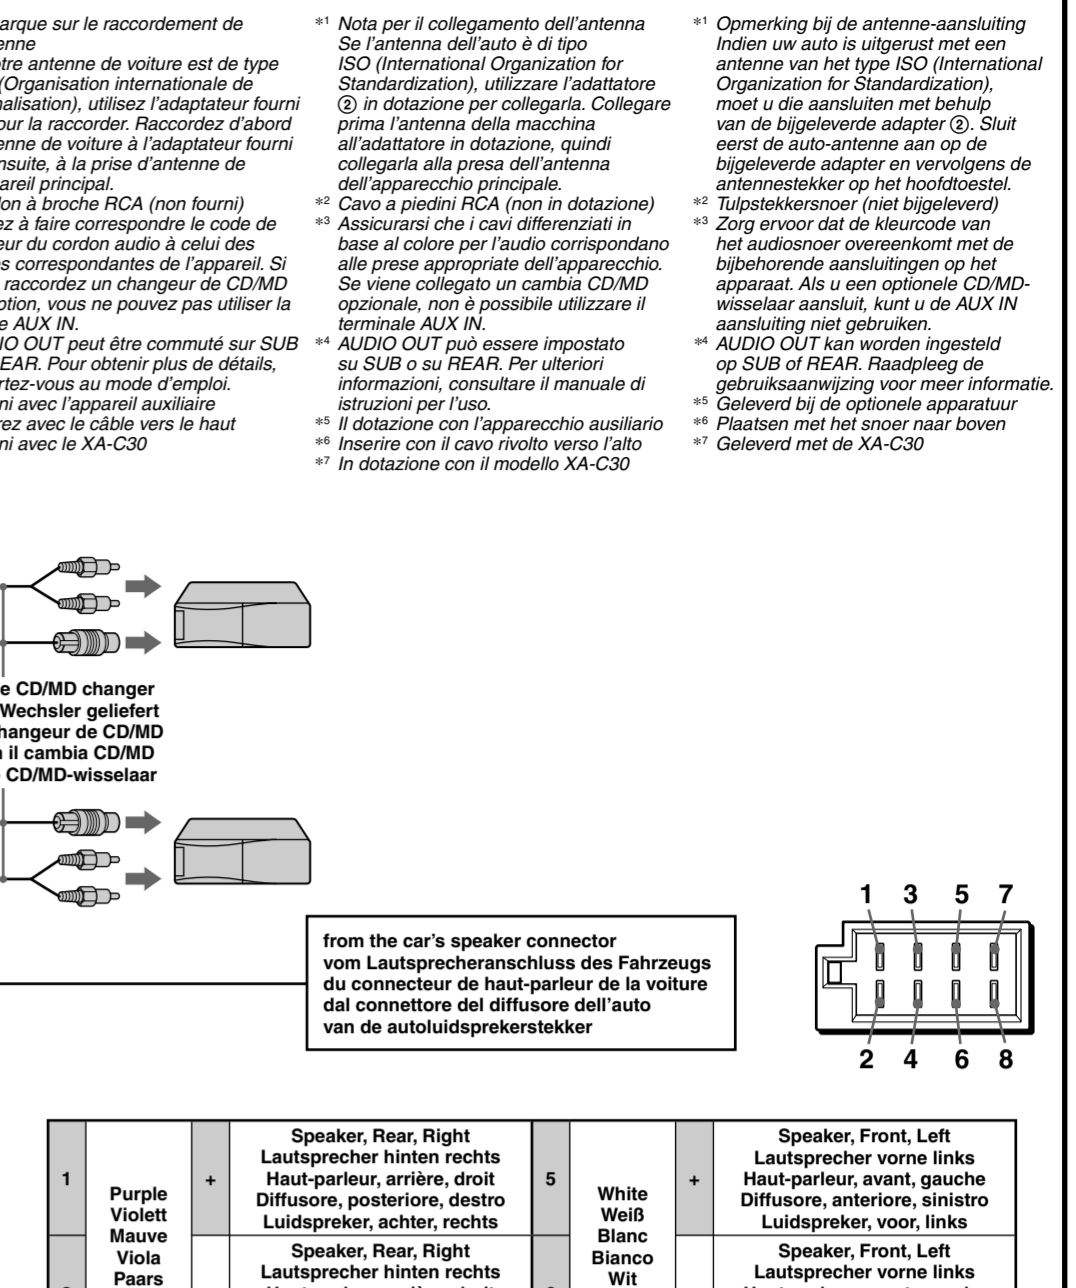 arque sur le raccordement de
enne
tre antenne de voiture est de type
(Organisation internationale de
alisation), utilisez l'adaptateur fourni
our la raccorder. Raccordez d'abord
enne de voiture à l'adaptateur fourni
nsuite, à la prise d'antenne de
areil principal.
on à broche RCA (non fourni)
ez à faire correspondre le code de
eur du cordon audio à celui des
s correspondantes de l'appareil. Si
raccordez un changeur de CD/MD
ption, vous ne pouvez pas utiliser la
e AUX IN.
IO OUT peut être commuté sur SUB
EAR. Pour obtenir plus de détails,
rtez-vous au mode d'emploi.
ni avec l'appareil auxiliaire
rez avec le câble vers le haut
ni avec le XA-C30
*1 Nota per il collegamento dell'antenna
Se l'antenna dell'auto è di tipo
ISO (International Organization for
Standardization), utilizzare l'adattatore
② in dotazione per collegarla. Collegare
prima l'antenna della macchina
all'adattatore in dotazione, quindi
collegarla alla presa dell'antenna
dell'apparecchio principale.
*2 Cavo a piedini RCA (non in dotazione)
*3 Assicurarsi che i cavi differenziati in
base al colore per l'audio corrispondano
alle prese appropriate dell'apparecchio.
Se viene collegato un cambia CD/MD
opzionale, non è possibile utilizzare il
terminale AUX IN.
*4 AUDIO OUT può essere impostato
su SUB o su REAR. Per ulteriori
informazioni, consultare il manuale di
istruzioni per l'uso.
*5 Il dotazione con l'apparecchio ausiliario
*6 Inserire con il cavo rivolto verso l'alto
*7 In dotazione con il modello XA-C30
*1 Opmerking bij de antenne-aansluiting
Indien uw auto is uitgerust met een
antenne van het type ISO (International
Organization for Standardization),
moet u die aansluiten met behulp
van de bijgeleverde adapter ②. Sluit
eerst de auto-antenne aan op de
bijgeleverde adapter en vervolgens de
antennestekker op het hoofdtoestel.
*2 Tulpstekkersnoer (niet bijgeleverd)
*3 Zorg ervoor dat de kleurcode van
het audiosnoer overeenkomt met de
bijbehorende aansluitingen op het
apparaat. Als u een optionele CD/MD-
wisselaar aansluit, kunt u de AUX IN
aansluiting niet gebruiken.
*4 AUDIO OUT kan worden ingesteld
op SUB of REAR. Raadpleeg de
gebruiksaanwijzing voor meer informatie.
*5 Geleverd bij de optionele apparatuur
*6 Plaatsen met het snoer naar boven
*7 Geleverd met de XA-C30
e CD/MD changer
Wechsler geliefert
hangeur de CD/MD
il cambia CD/MD
CD/MD-wisselaar
from the car's speaker connector
vom Lautsprecheranschluss des Fahrzeugs
du connecteur de haut-parleur de la voiture
dal connettore del diffusore dell'auto
van de autoluidsprekerstekker
1 3 5 7
2 4 6 8
1
Purple
Violett
Mauve
Viola
Paars
+
Speaker, Rear, Right
Lautsprecher hinten rechts
Haut-parleur, arrière, droit
Diffusore, posteriore, destro
Luidspreker, achter, rechts
Speaker, Rear, Right
Lautsprecher hinten rechts
5
White
Weiß
Blanc
Bianco
Wit
+
Speaker, Front, Left
Lautsprecher vorne links
Haut-parleur, avant, gauche
Diffusore, anteriore, sinistro
Luidspreker, voor, links
Speaker, Front, Left
Lautsprecher vorne links